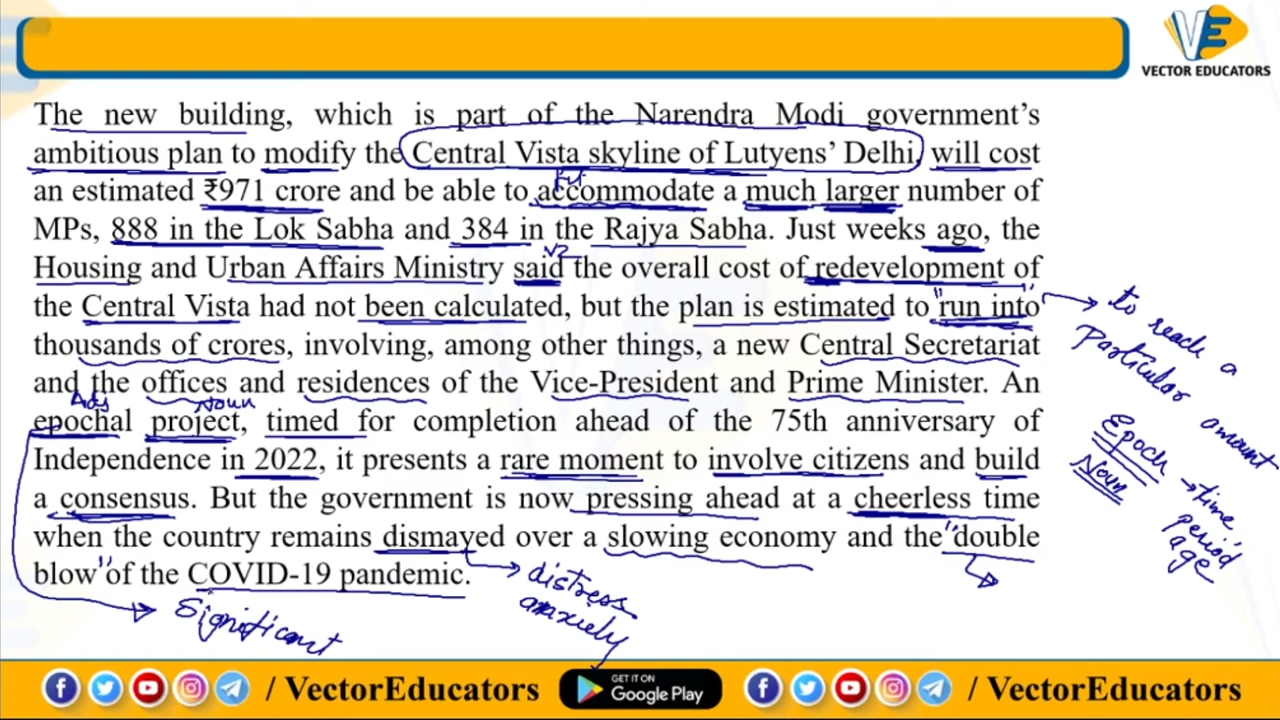 VE
VECTOR EDUCATORS
The new building, which is part of the Narendra Modi government’s
ambitious plan to modify the Central Vista skyline of Lutyens’ Delhi, will cost
an estimated ₹971 crore and be able to accommodate a much larger number of
MPs, 888 in the Lok Sabha and 384 in the Rajya Sabha. Just weeks ago, the
Housing and Urban Affairs Ministry said the overall cost of redevelopment of
the Central Vista had not been calculated, but the plan is estimated to "run into"
thousands of crores, involving, among other things, a new Central Secretariat
and the offices and residences of the Vice-President and Prime Minister. An
epochal project, timed for completion ahead of the 75th anniversary of
Independence in 2022, it presents a rare moment to involve citizens and build
a consensus. But the government is now pressing ahead at a cheerless time
when the country remains dismayed over a slowing economy and the "double
blow" of the COVID-19 pandemic.
V2
Adj
Noun
to reach a
Particular amount
Epoch
Noun
time
period
age
distress
anxiely
Significant
/ VectorEducators
GET IT ON
Google Play
/ VectorEducators